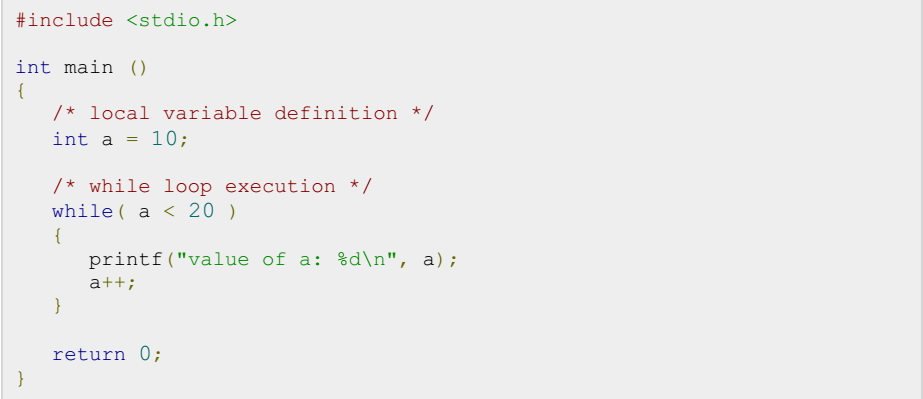 #include <stdio.h>

int main ()
{
   /* local variable definition */
   int a = 10;

   /* while loop execution */
   while( a < 20 )
   {
      printf("value of a: %d\n", a);
      a++;
   }

   return 0;
}